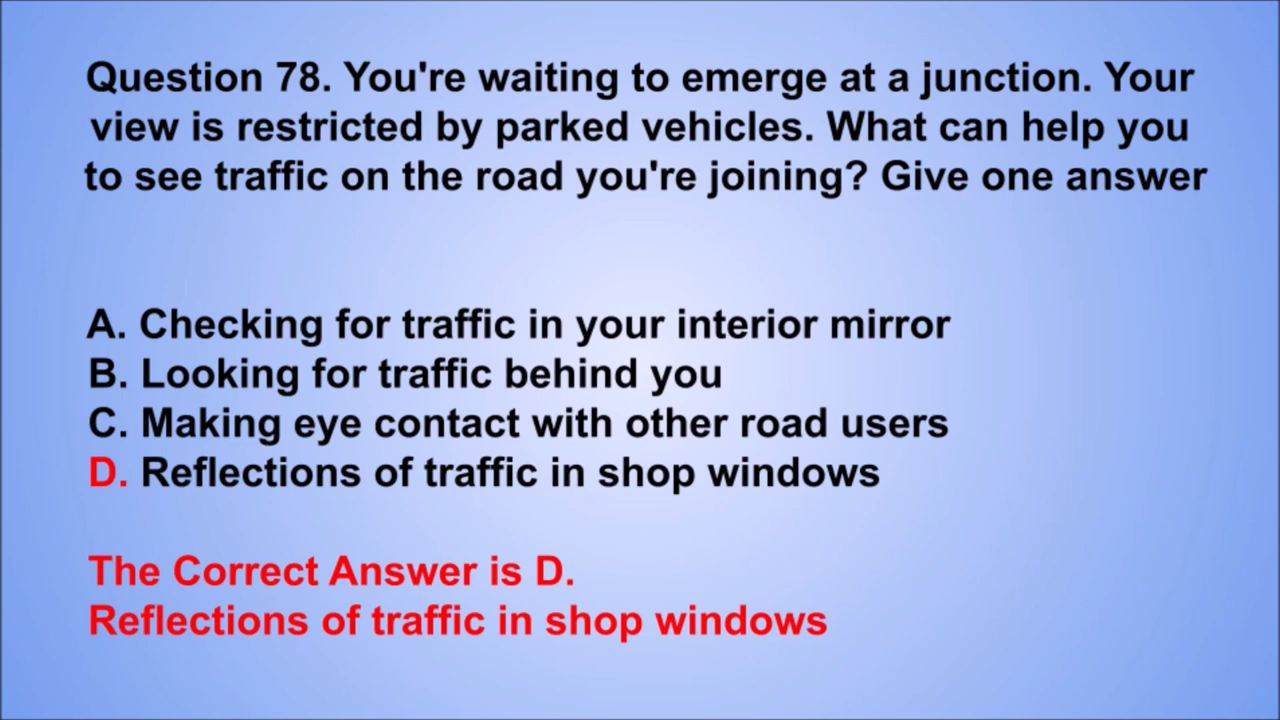 Question 78. You're waiting to emerge at a junction. Your
view is restricted by parked vehicles. What can help you
to see traffic on the road you're joining? Give one answer
A. Checking for traffic in your interior mirror
B. Looking for traffic behind you
C. Making eye contact with other road users
D. Reflections of traffic in shop windows
The Correct Answer is D.
Reflections of traffic in shop windows